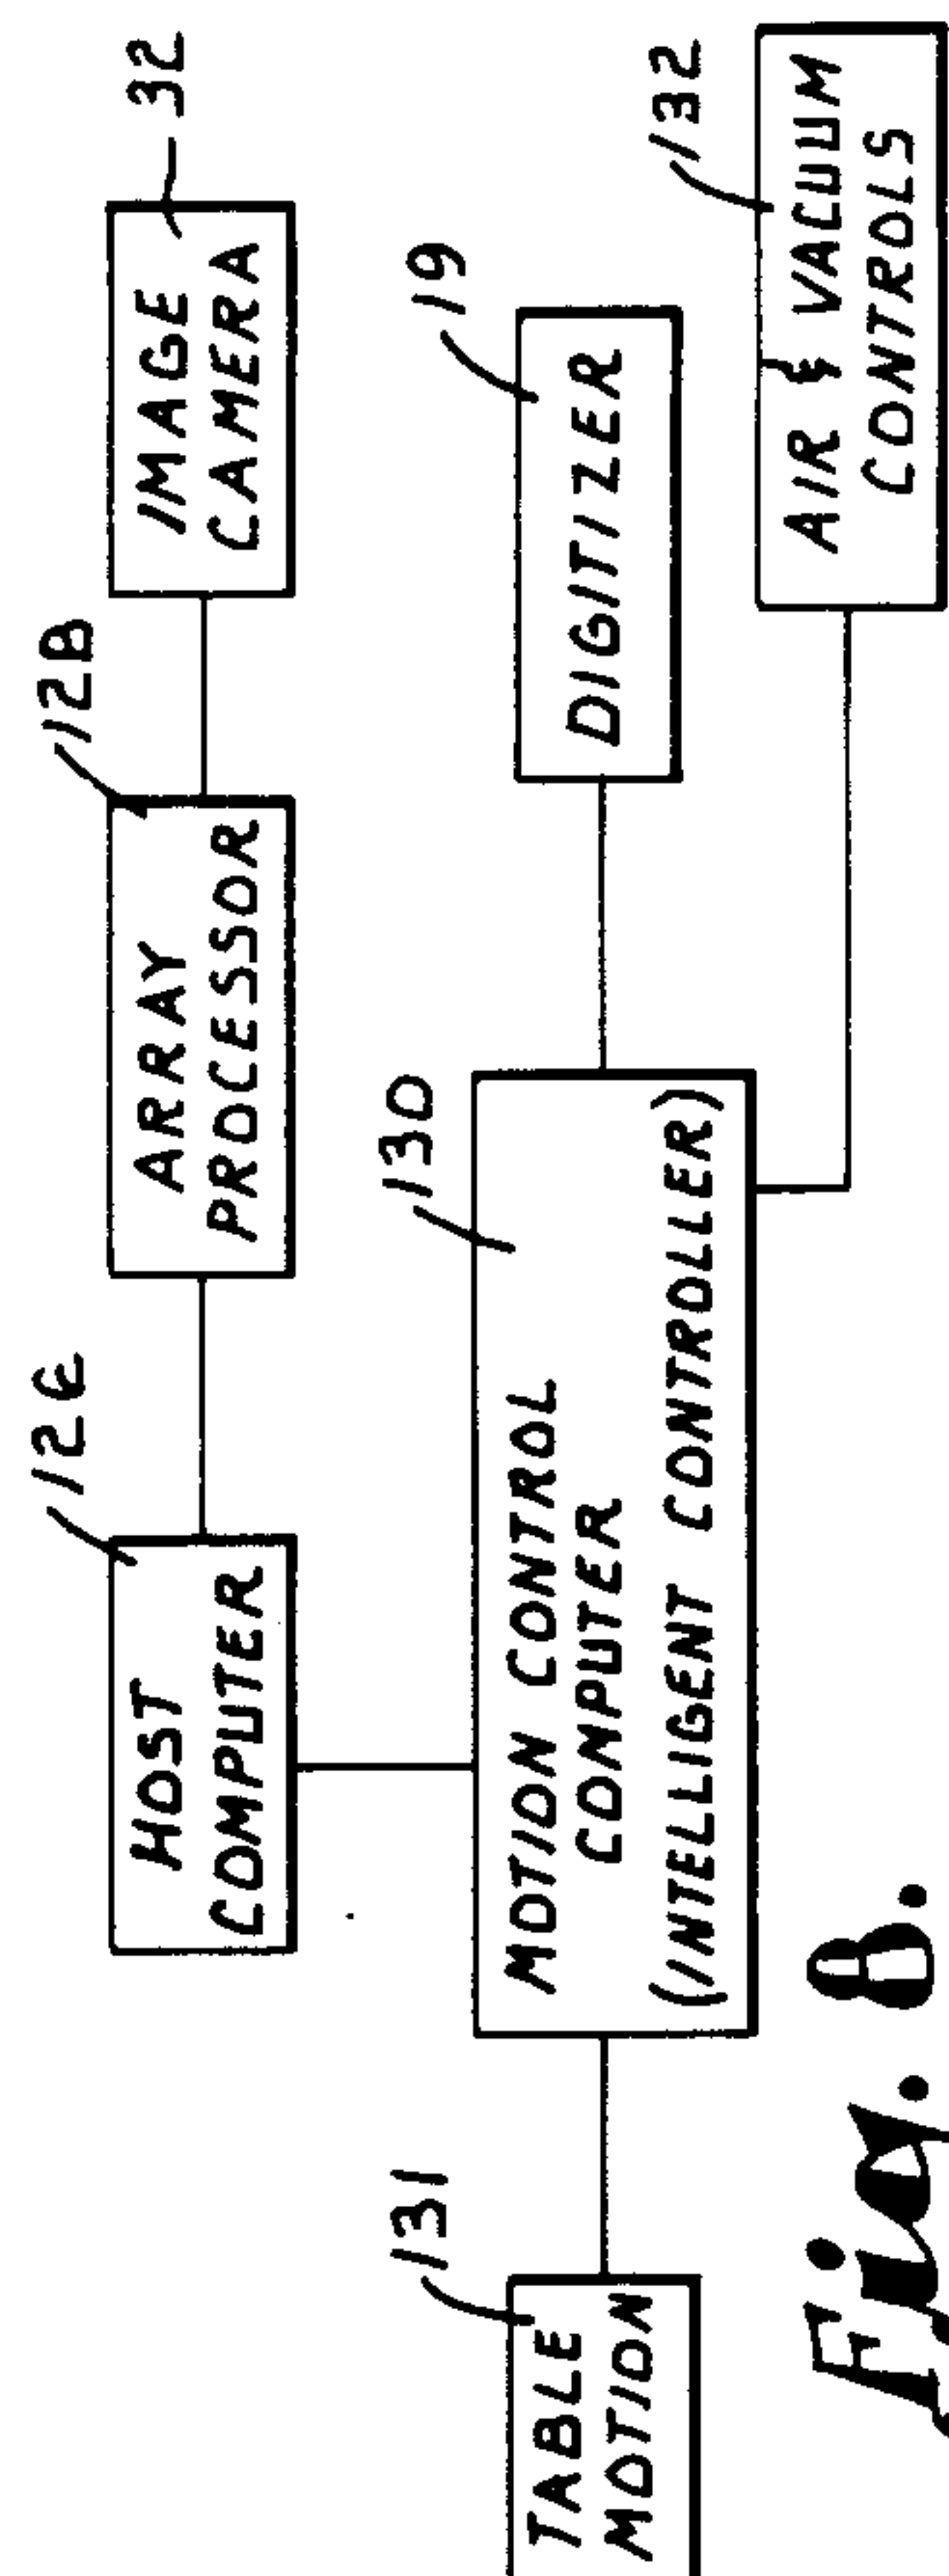 126
HOST
COMPUTER
128
ARRAY
PROCESSOR
32
IMAGE
CAMERA
131
TABLE
MOTION
130
MOTION CONTROL
COMPUTER
(INTELLIGENT CONTROLLER)
19
DIGITIZER
132
AIR & VACUUM
CONTROLS
Fig. 8.